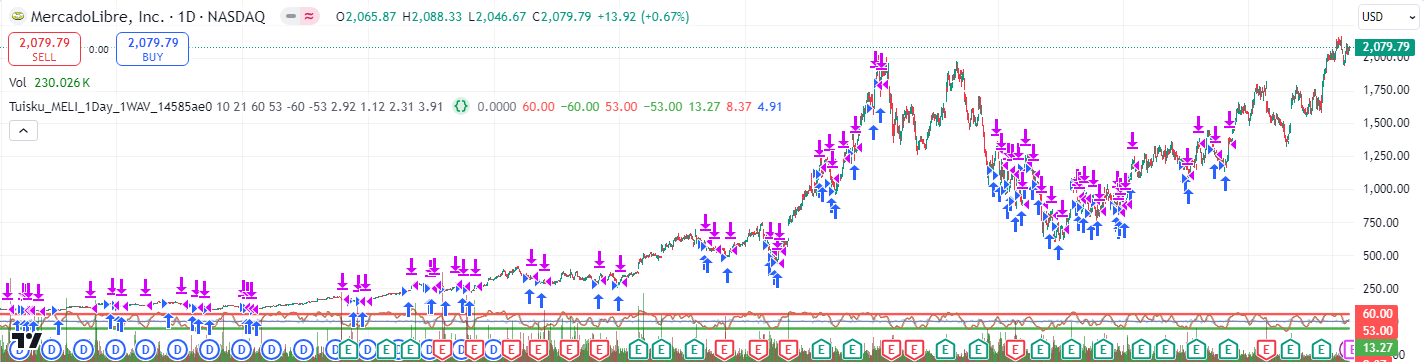 MercadoLibre, Inc. · 1D · NASDAQ O2,065.87 H2,088.33 L2,046.67 C2,079.79 +13.92 (+0.67%) USD
2,079.79 SELL 0.00 2,079.79 BUY
Vol 230.026 K
Tuisku_MELI_1Day_1WAV_14585ae0 10 21 60 53 -60 -53 2.92 1.12 2.31 3.91 {} 0.0000 60.00 −60.00 53.00 −53.00 13.27 8.37 4.91
2,079.79
2,000.00
1,750.00
1,500.00
1,250.00
1,000.00
750.00
500.00
250.00
60.00
53.00
13.27
D D D D D D D D D D E D E D E D E E D E E E E E E E E E E E E E E E E E E E E E E E E